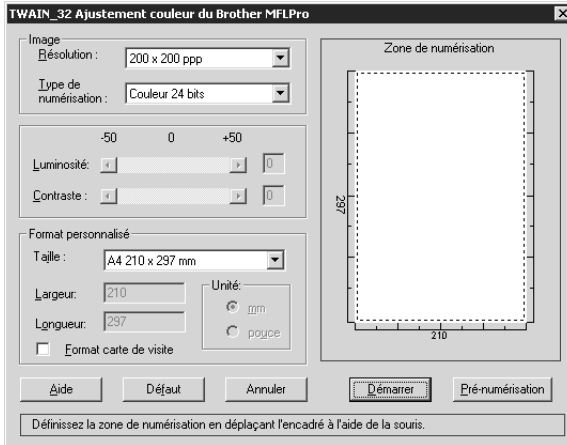 TWAIN_32 Ajustement couleur du Brother MFLPro
Image
Résolution : 200 x 200 ppp
Type de
numérisation : Couleur 24 bits
-50 0 +50
Luminosité: 0
Contraste : 0
Format personnalisé
Taille : A4 210 x 297 mm
Largeur: 210
Longueur: 297
Unité:
mm
pouce
Format carte de visite
Zone de numérisation
297
210
Aide Défaut Annuler Démarrer Pré-numérisation
Définissez la zone de numérisation en déplaçant l'encadré à l'aide de la souris.